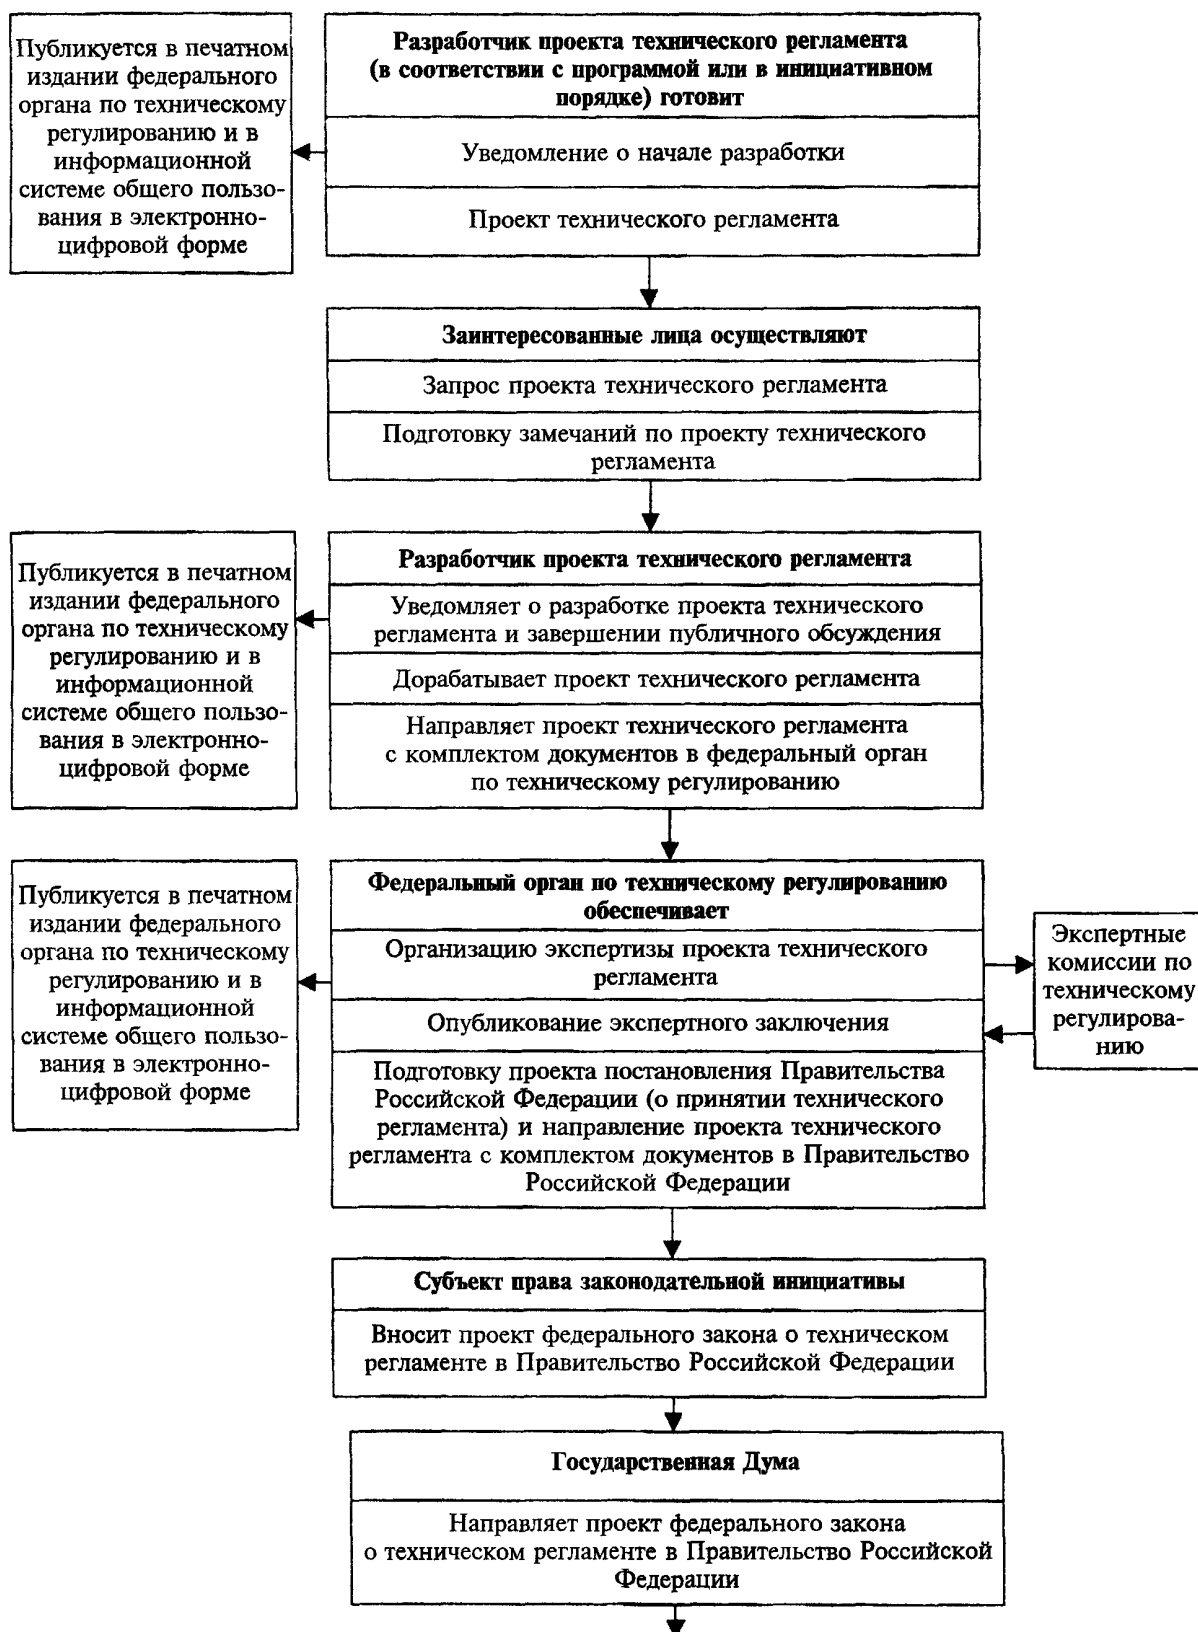 Публикуется в печатном
издании федерального
органа по техническому
регулированию и в
информационной
системе общего пользо-
вания в электронно-
цифровой форме
Разработчик проекта технического регламента
(в соответствии с программой или в инициативном
порядке) готовит
Уведомление о начале разработки
Проект технического регламента
Заинтересованные лица осуществляют
Запрос проекта технического регламента
Подготовку замечаний по проекту технического
регламента
Публикуется в печатном
издании федерального
органа по техническому
регулированию и в
информационной
системе общего пользо-
вания в электронно-
цифровой форме
Разработчик проекта технического регламента
Уведомляет о разработке проекта технического
регламента и завершении публичного обсуждения
Дорабатывает проект технического регламента
Направляет проект технического регламента
с комплектом документов в федеральный орган
по техническому регулированию
Публикуется в печатном
издании федерального
органа по техническому
регулированию и в
информационной
системе общего пользо-
вания в электронно-
цифровой форме
Федеральный орган по техническому регулированию
обеспечивает
Организацию экспертизы проекта технического
регламента
Опубликование экспертного заключения
Подготовку проекта постановления Правительства
Российской Федерации (о принятии технического
регламента) и направление проекта технического
регламента с комплектом документов в Правительство
Российской Федерации
Экспертные
комиссии по
техническому
регулирова-
нию
Субъект права законодательной инициативы
Вносит проект федерального закона о техническом
регламенте в Правительство Российской Федерации
Государственная Дума
Направляет проект федерального закона
о техническом регламенте в Правительство Российской
Федерации